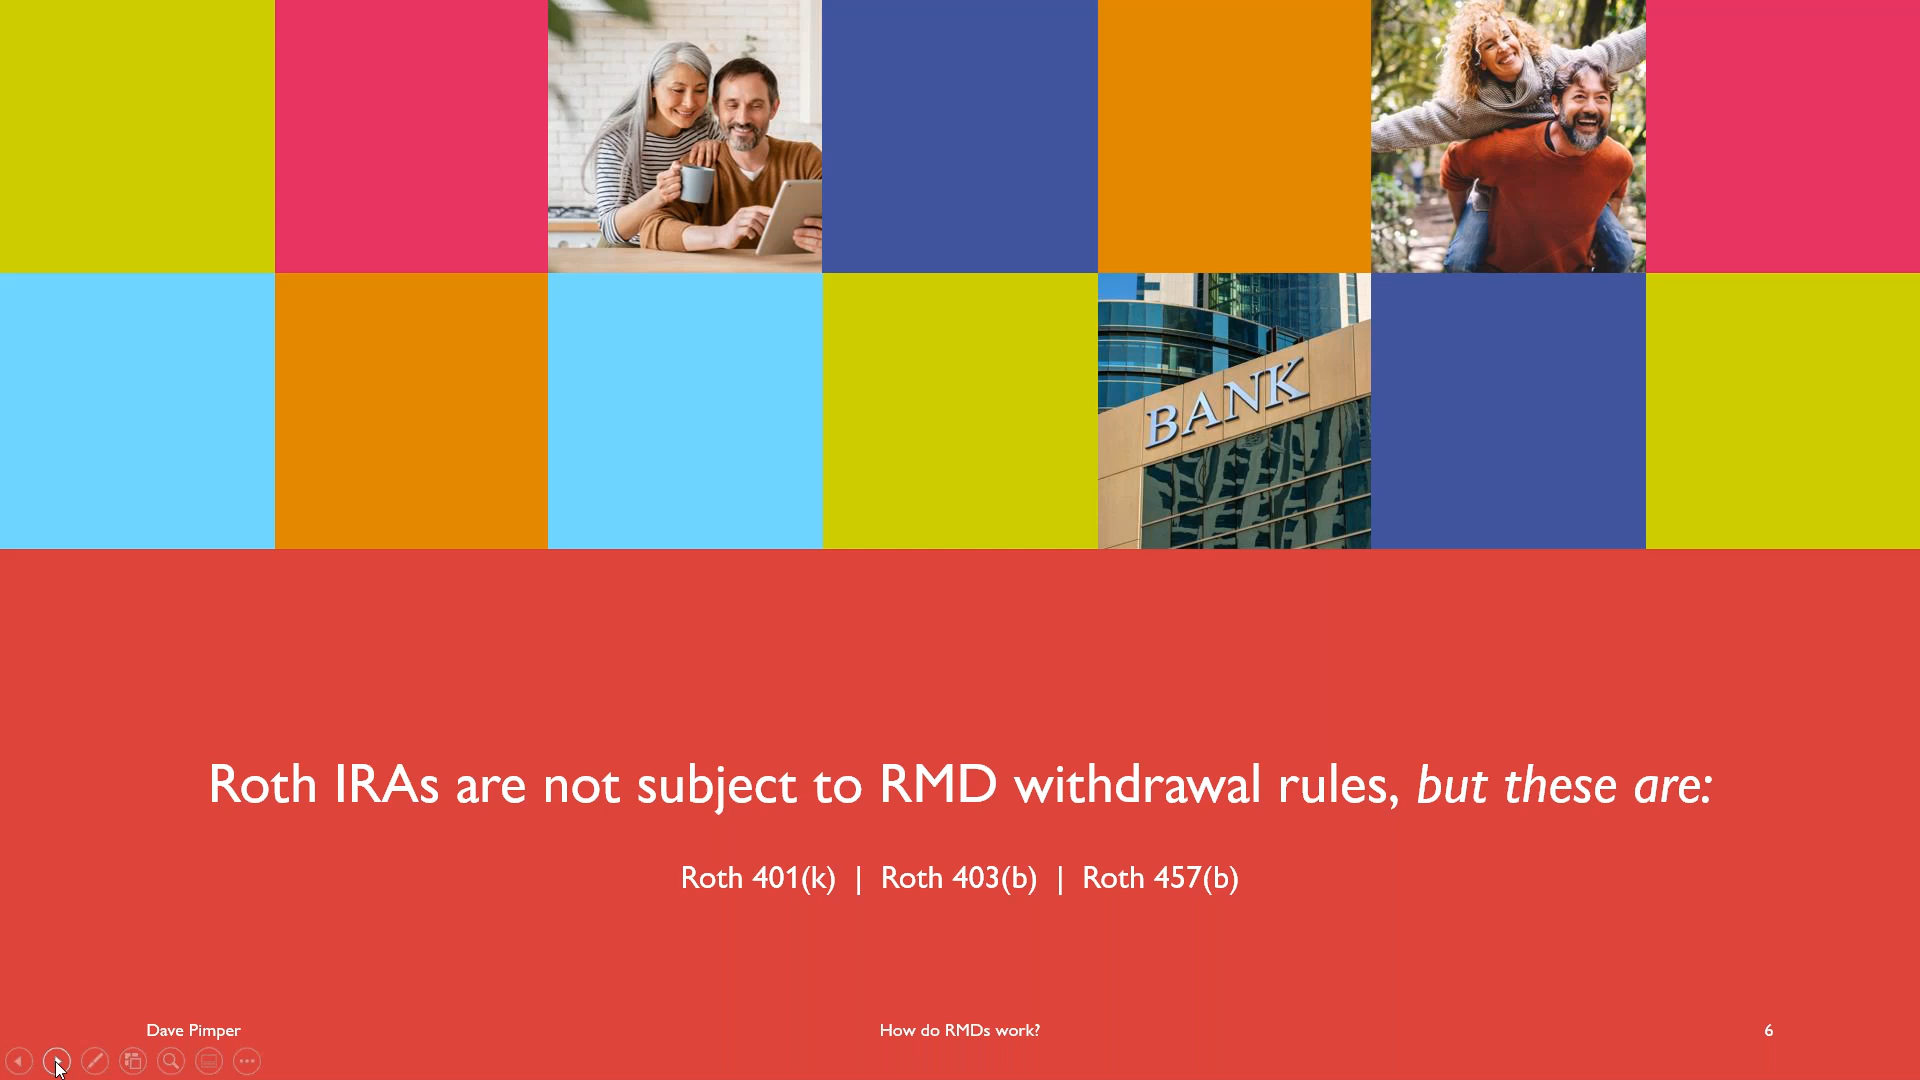 BANK
Roth IRAs are not subject to RMD withdrawal rules, but these are:
Roth 401(k) | Roth 403(b) | Roth 457(b)
Dave Pimper
How do RMDs work?
6